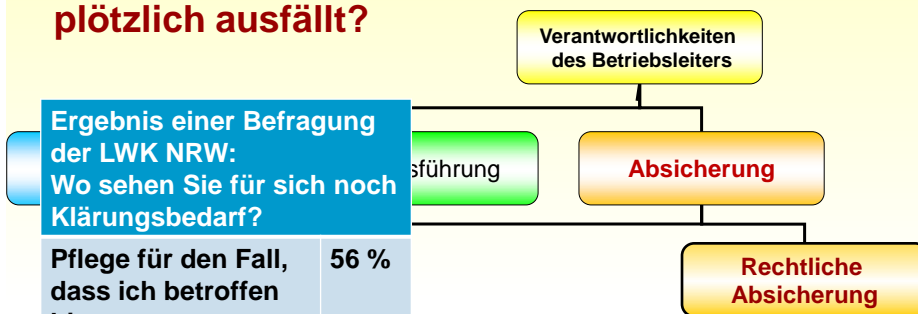 plötzlich ausfällt?
Verantwortlichkeiten
des Betriebsleiters
Ergebnis einer Befragung
der LWK NRW:
Wo sehen Sie für sich noch
Klärungsbedarf?
sführung
Absicherung
Pflege für den Fall, 56 %
dass ich betroffen
Rechtliche
Absicherung